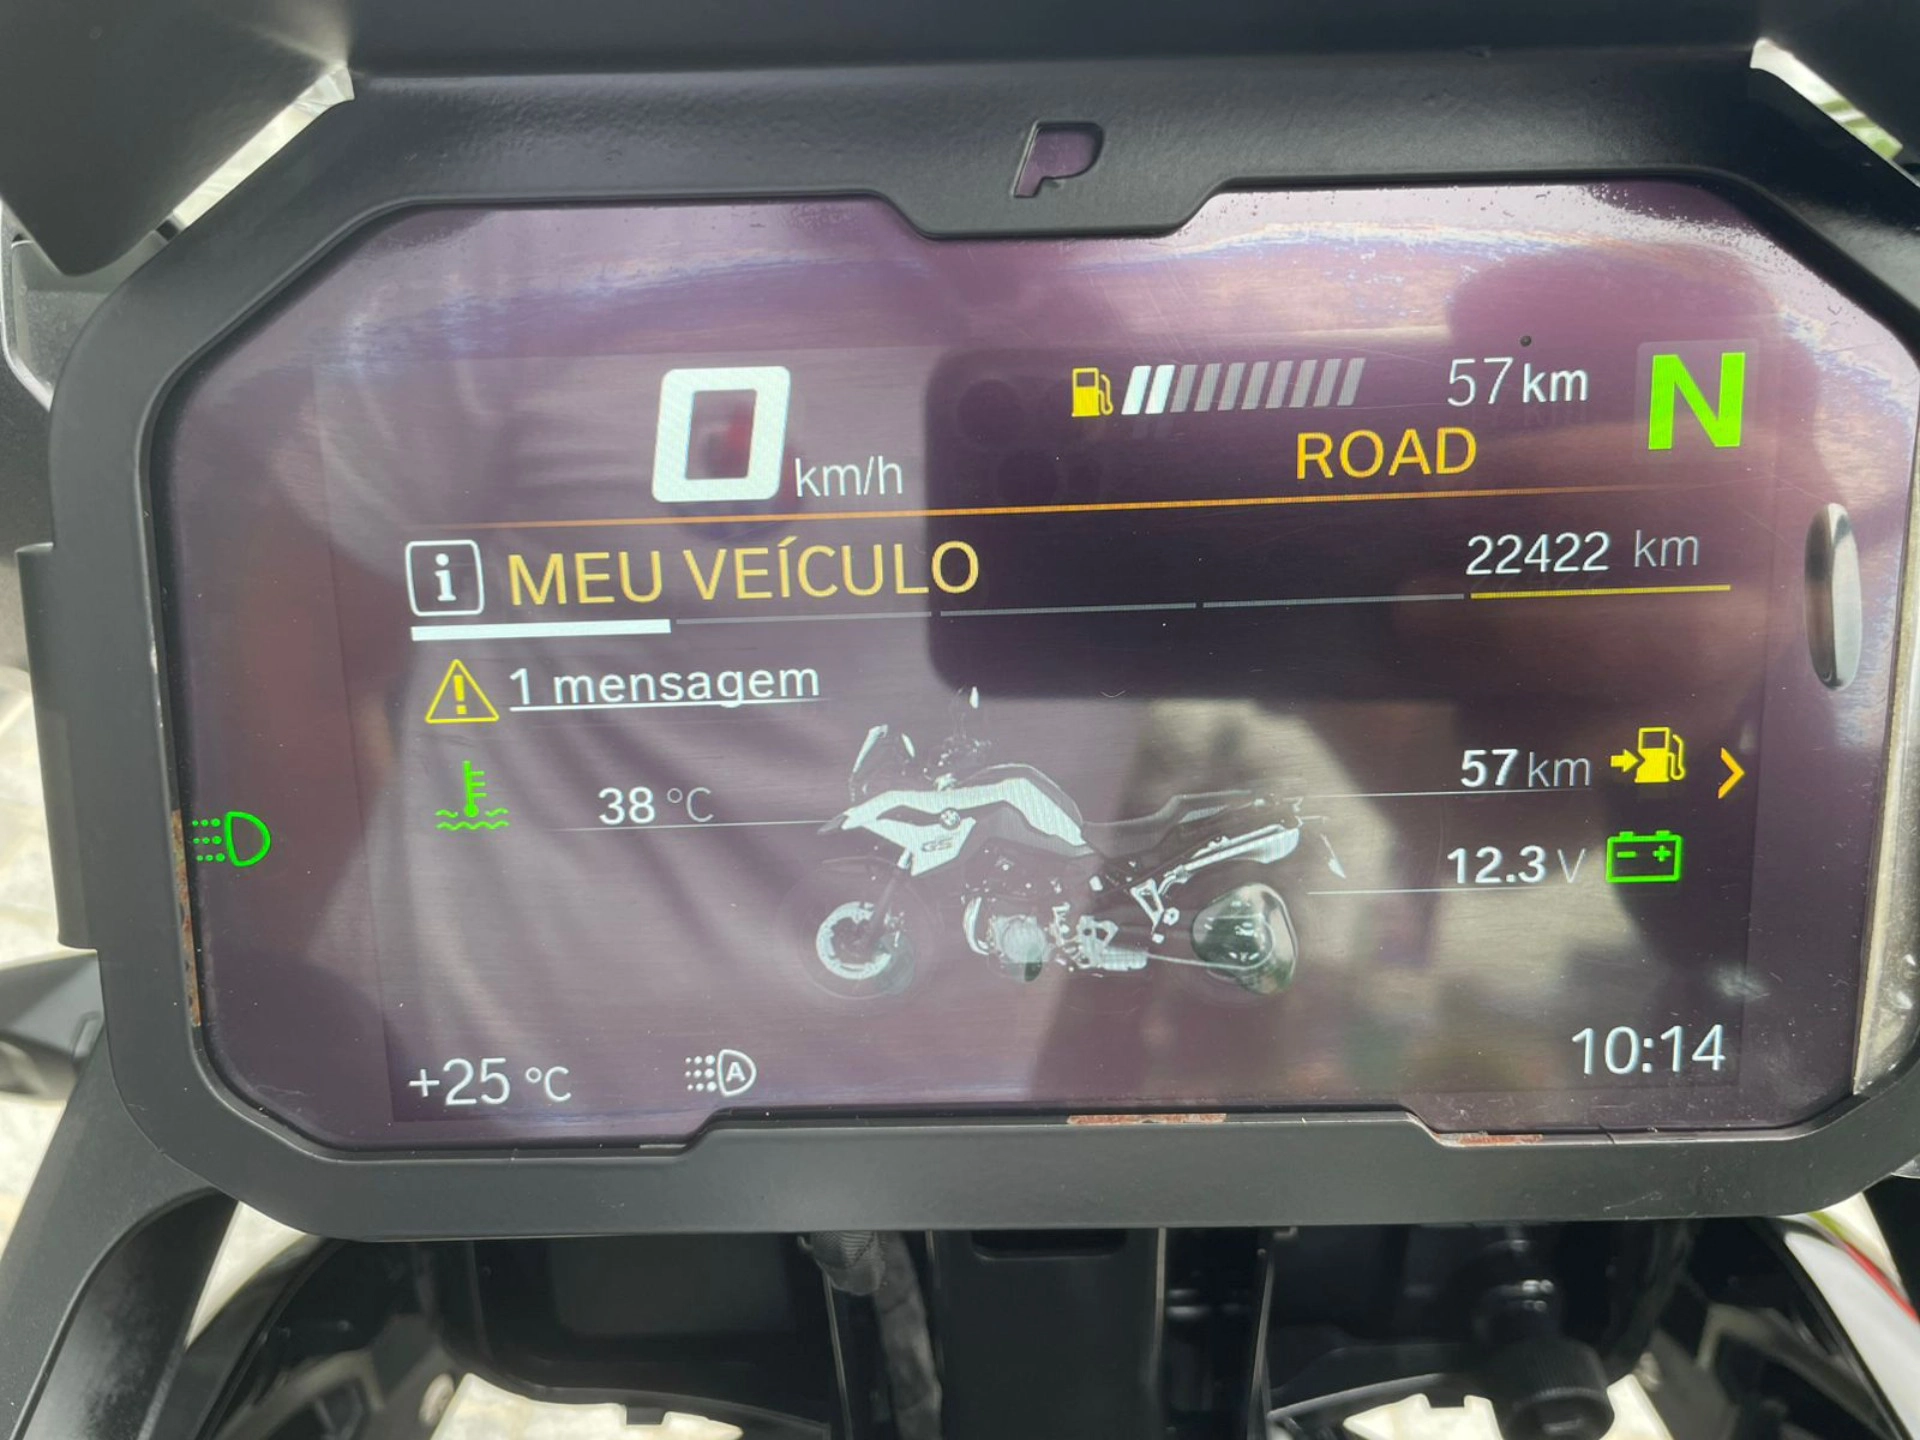 P
0 km/h
57 km
N
ROAD
i MEU VEÍCULO
22422 km
! 1 mensagem
57 km
38 °C
GS
12.3 V
+25 °C
A
10:14